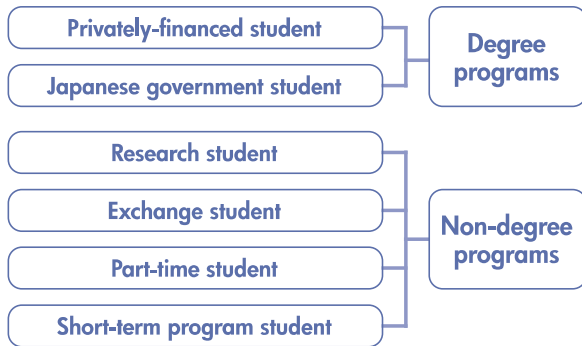 Privately-financed student
Japanese government student
Degree
programs
Research student
Exchange student
Part-time student
Short-term program student
Non-degree
programs